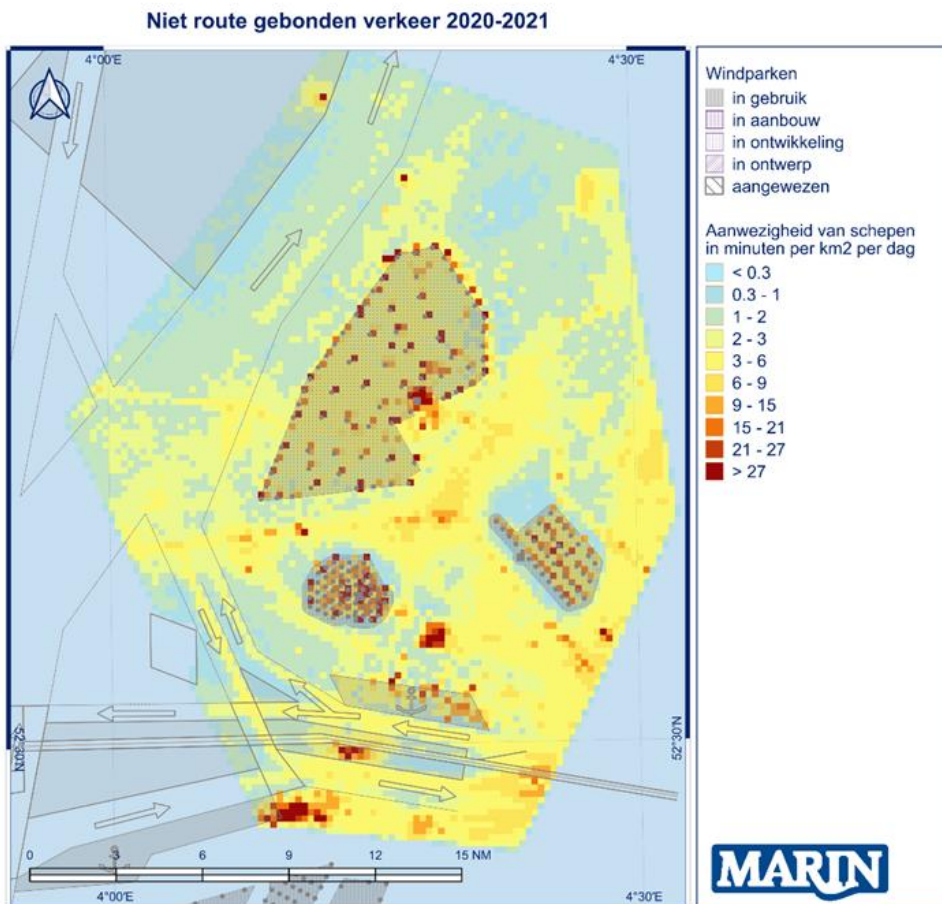 Niet route gebonden verkeer 2020-2021
4°00'E
4°30'E
Windparken
in gebruik
in aanbouw
in ontwikkeling
in ontwerp
aangewezen
Aanwezigheid van schepen
in minuten per km2 per dag
< 0.3
0.3 - 1
1 - 2
2 - 3
3 - 6
6 - 9
9 - 15
15 - 21
21 - 27
> 27
52°30'N
52°30'N
0 3 6 9 12 15 NM
4°00'E
4°30'E
MARIN